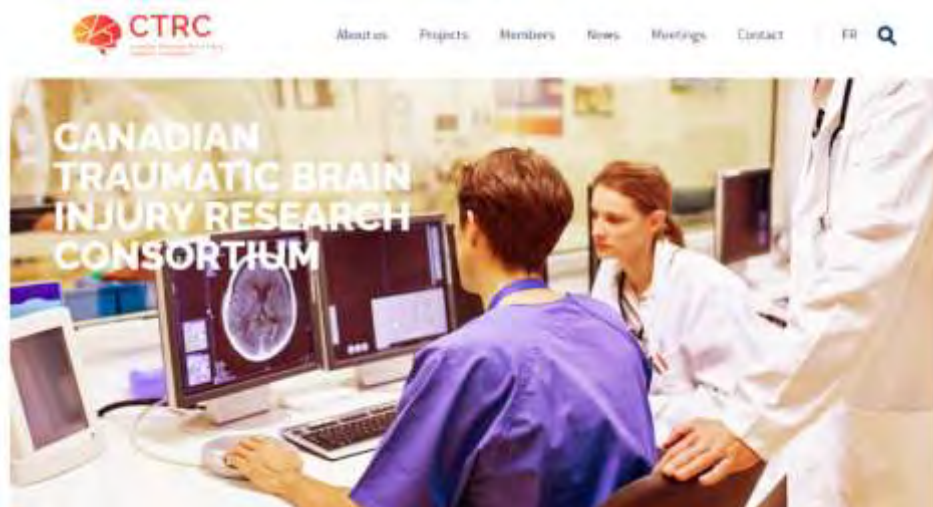 CTRC
About us Projects Members News Meetings Contact FR
CANADIAN
TRAUMATIC BRAIN
INJURY RESEARCH
CONSORTIUM